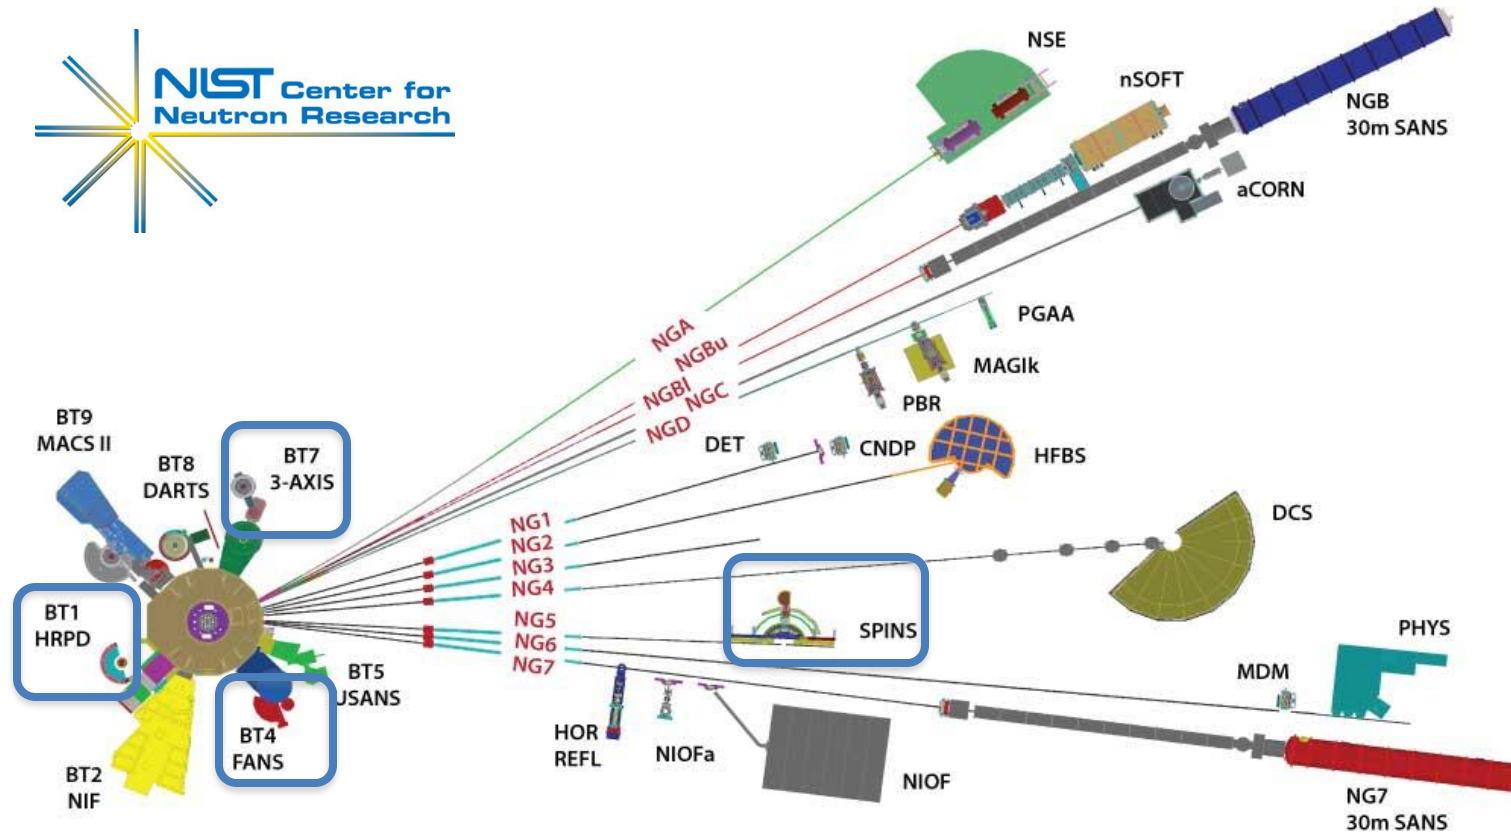 NIST Center for
Neutron Research
NSE
nSOFT
NGB
30m SANS
aCORN
PGAA
MAGIk
PBR
NGA
NGBu
NGBl
NGC
NGD
DET
CNDP
HFBS
DCS
BT9
MACS II
BT8
DARTS
BT7
3-AXIS
NG1
NG2
NG3
NG4
NG5
NG6
NG7
BT1
HRPD
SPINS
PHYS
MDM
BT5
USANS
BT4
FANS
BT2
NIF
HOR
REFL
NIOFa
NIOF
NG7
30m SANS